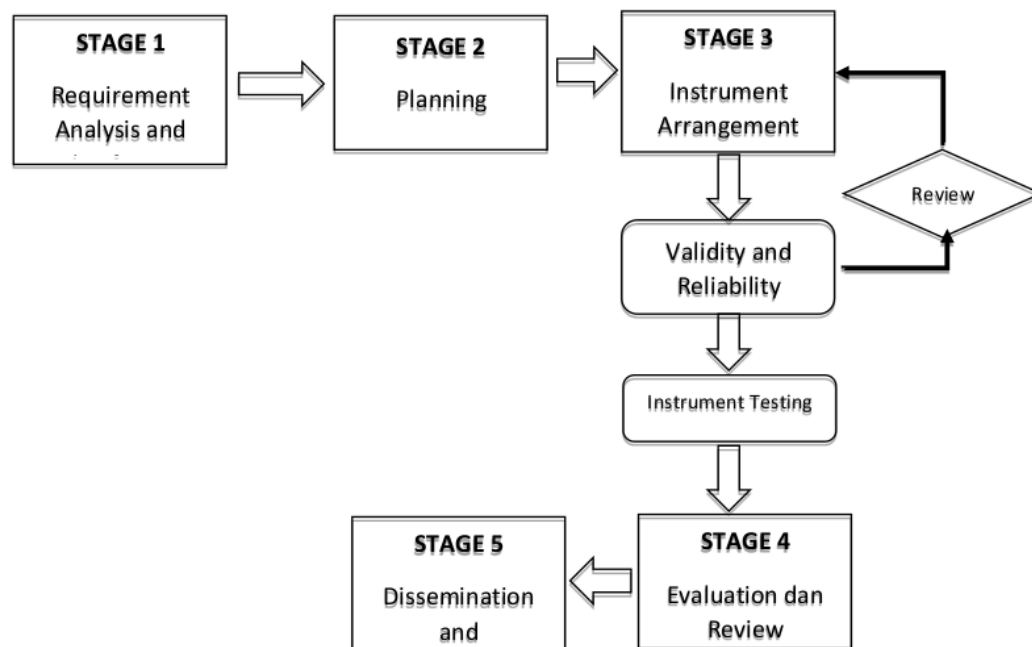 STAGE 1
Requirement
Analysis and
STAGE 2
Planning
STAGE 3
Instrument
Arrangement
Review
Validity and
Reliability
Instrument Testing
STAGE 4
Evaluation dan
Review
STAGE 5
Dissemination
and